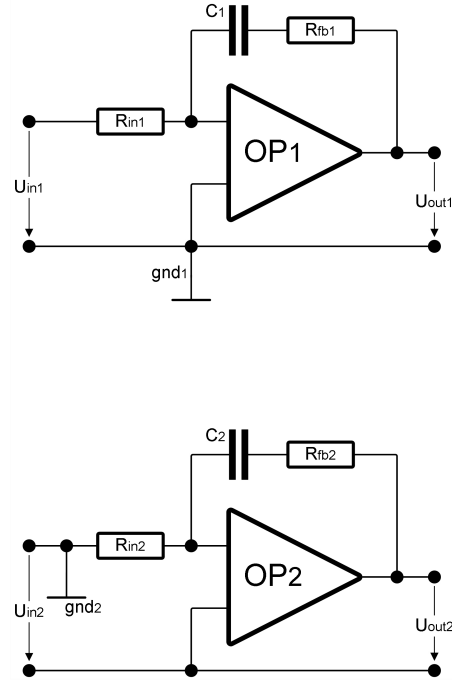 C1
Rfb1
Rin1
OP1
Uin1
Uout1
gnd1
C2
Rfb2
Rin2
OP2
gnd2
Uin2
Uout2